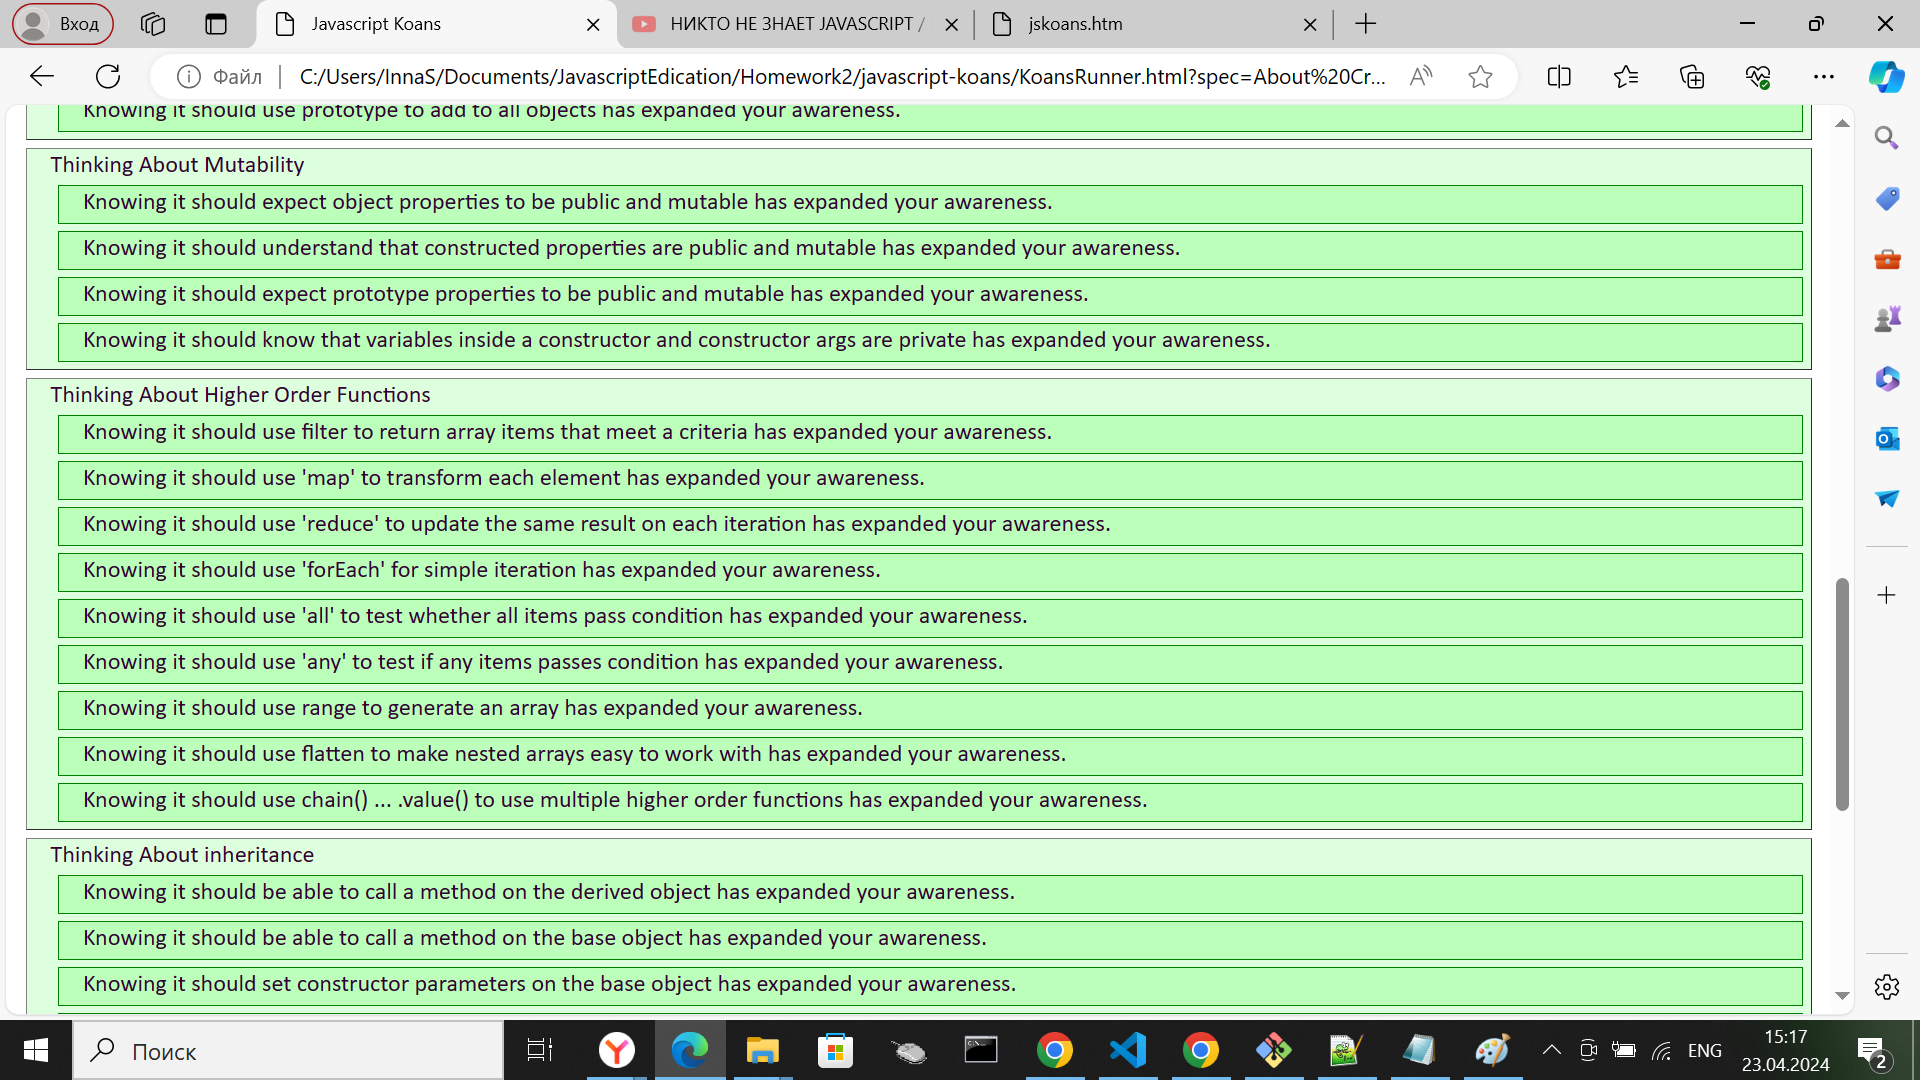 Вход
Javascript Koans
НИКТО НЕ ЗНАЕТ JAVASCRIPT /
jskoans.htm
Файл
C:/Users/InnaS/Documents/JavascriptEdication/Homework2/javascript-koans/KoansRunner.html?spec=About%20Cr...
Knowing it should use prototype to add to all objects has expanded your awareness.
Thinking About Mutability
Knowing it should expect object properties to be public and mutable has expanded your awareness.
Knowing it should understand that constructed properties are public and mutable has expanded your awareness.
Knowing it should expect prototype properties to be public and mutable has expanded your awareness.
Knowing it should know that variables inside a constructor and constructor args are private has expanded your awareness.
Thinking About Higher Order Functions
Knowing it should use filter to return array items that meet a criteria has expanded your awareness.
Knowing it should use 'map' to transform each element has expanded your awareness.
Knowing it should use 'reduce' to update the same result on each iteration has expanded your awareness.
Knowing it should use 'forEach' for simple iteration has expanded your awareness.
Knowing it should use 'all' to test whether all items pass condition has expanded your awareness.
Knowing it should use 'any' to test if any items passes condition has expanded your awareness.
Knowing it should use range to generate an array has expanded your awareness.
Knowing it should use flatten to make nested arrays easy to work with has expanded your awareness.
Knowing it should use chain() ... .value() to use multiple higher order functions has expanded your awareness.
Thinking About inheritance
Knowing it should be able to call a method on the derived object has expanded your awareness.
Knowing it should be able to call a method on the base object has expanded your awareness.
Knowing it should set constructor parameters on the base object has expanded your awareness.
Поиск
ENG
15:17
23.04.2024
2